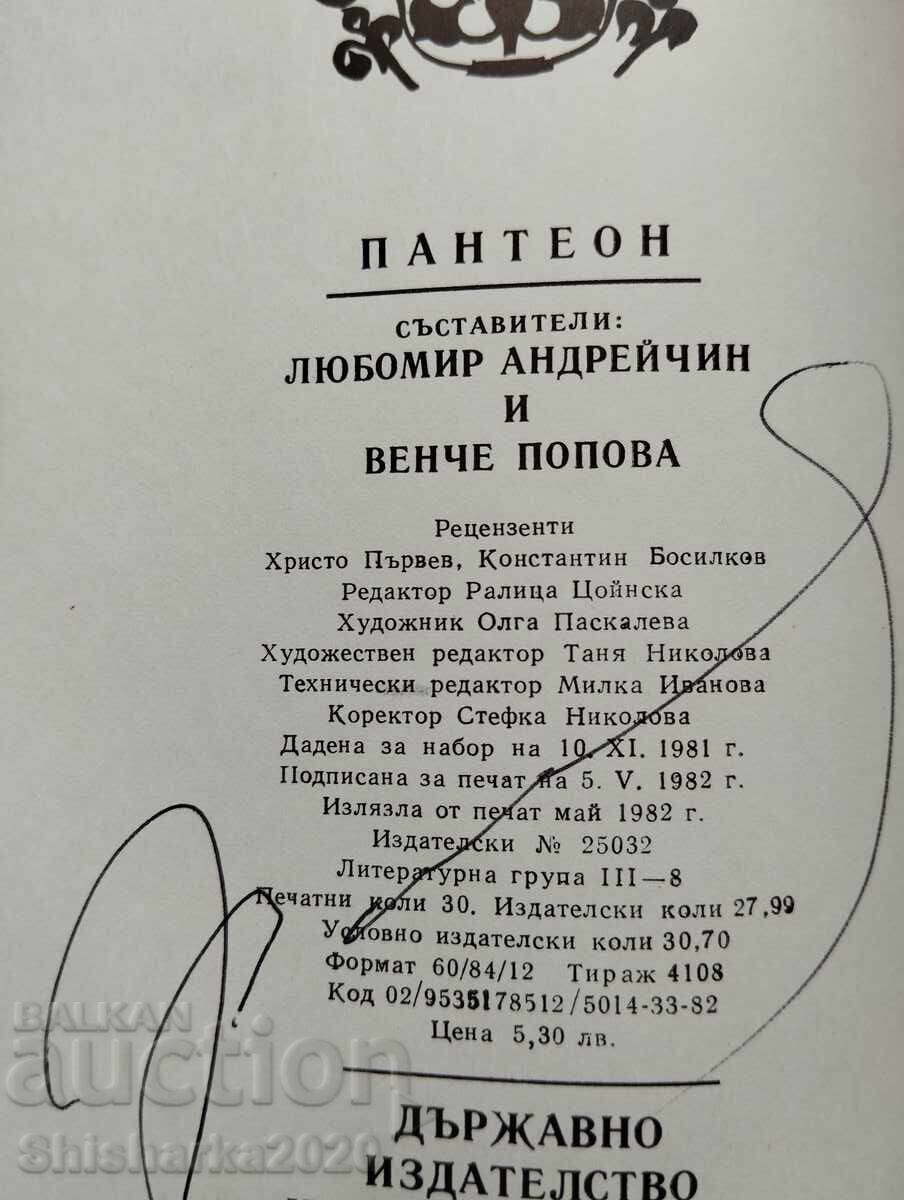 ПАНТЕОН
СЪСТАВИТЕЛИ:
ЛЮБОМИР АНДРЕЙЧИН
И
ВЕНЧЕ ПОПОВА
Рецензенти
Христо Първев, Константин Босилков
Редактор Ралица Цойнска
Художник Олга Паскалева
Художествен редактор Таня Николова
Технически редактор Милка Иванова
Коректор Стефка Николова
Дадена за набор на 10. XI. 1981 г.
Подписана за печат на 5. V. 1982 г.
Излязла от печат май 1982 г.
Издателски № 25032
Литературна група III—8
Печатни коли 30. Издателски коли 27,99
Условно издателски коли 30,70
Формат 60/84/12 Тираж 4108
Код 02/9535178512/5014-33-82
Цена 5,30 лв.
ДЪРЖАВНО
ИЗДАТЕЛСТВО
BALKAN
auction
Shisharka2020